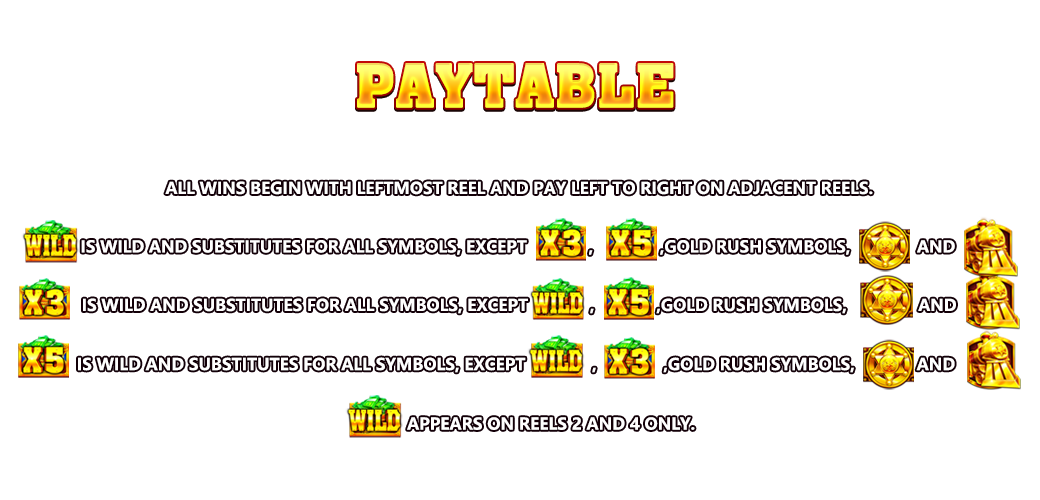 PAYTABLE
ALL WINS BEGIN WITH LEFTMOST REEL AND PAY LEFT TO RIGHT ON ADJACENT REELS.
WILD IS WILD AND SUBSTITUTES FOR ALL SYMBOLS, EXCEPT X3 , X5 ,GOLD RUSH SYMBOLS, AND
X3 IS WILD AND SUBSTITUTES FOR ALL SYMBOLS, EXCEPT WILD , X5 ,GOLD RUSH SYMBOLS, AND
X5 IS WILD AND SUBSTITUTES FOR ALL SYMBOLS, EXCEPT WILD , X3 ,GOLD RUSH SYMBOLS, AND
WILD APPEARS ON REELS 2 AND 4 ONLY.